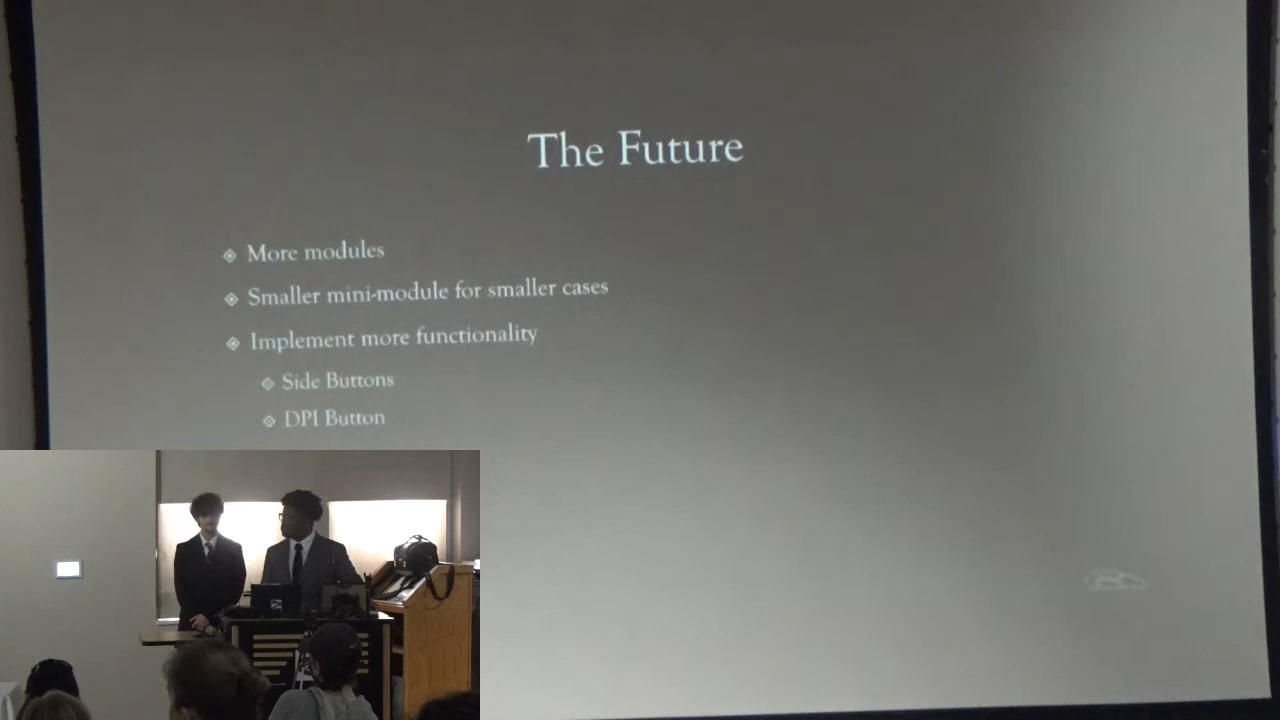 The Future
More modules
Smaller mini-module for smaller cases
Implement more functionality
Side Buttons
DPI Button